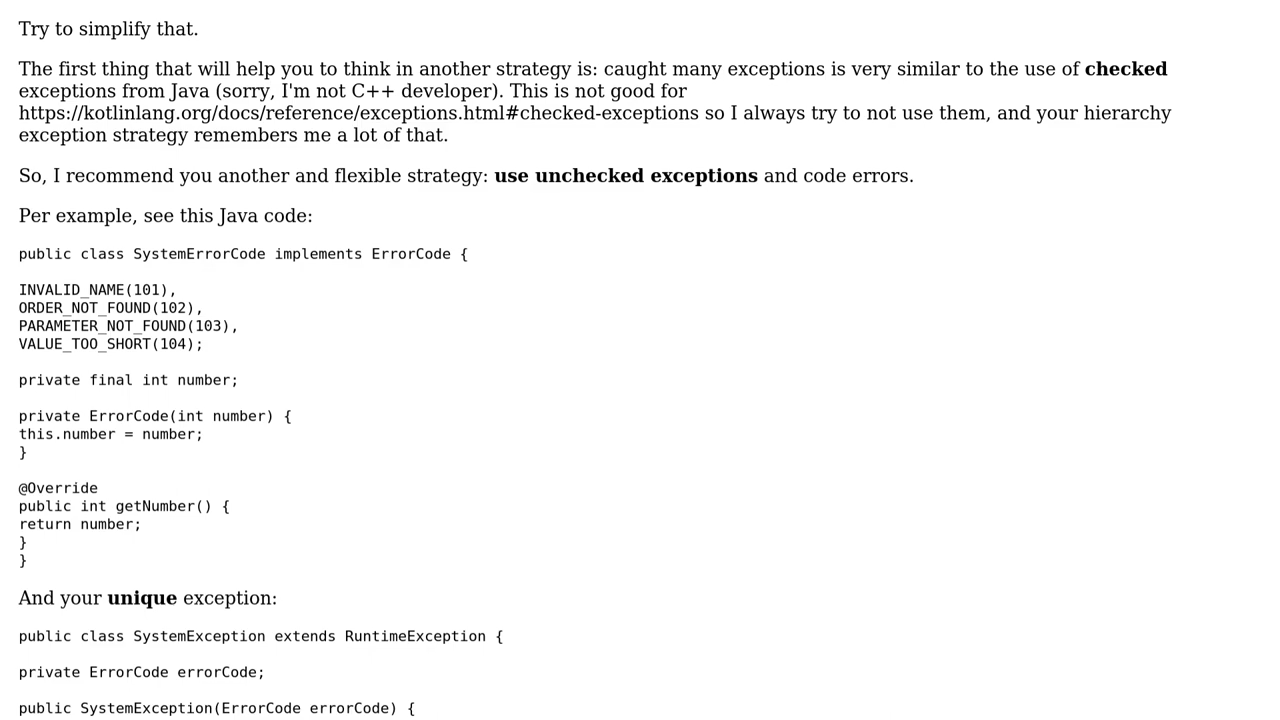 Try to simplify that.
The first thing that will help you to think in another strategy is: caught many exceptions is very similar to the use of checked
exceptions from Java (sorry, I'm not C++ developer). This is not good for
https://kotlinlang.org/docs/reference/exceptions.html#checked-exceptions so I always try to not use them, and your hierarchy
exception strategy remembers me a lot of that.
So, I recommend you another and flexible strategy: use unchecked exceptions and code errors.
Per example, see this Java code:
public class SystemErrorCode implements ErrorCode {
INVALID_NAME(101),
ORDER_NOT_FOUND(102),
PARAMETER_NOT_FOUND(103),
VALUE_TOO_SHORT(104);
private final int number;
private ErrorCode(int number) {
this.number = number;
}
@Override
public int getNumber() {
return number;
}
}
And your unique exception:
public class SystemException extends RuntimeException {
private ErrorCode errorCode;
public SystemException(ErrorCode errorCode) {